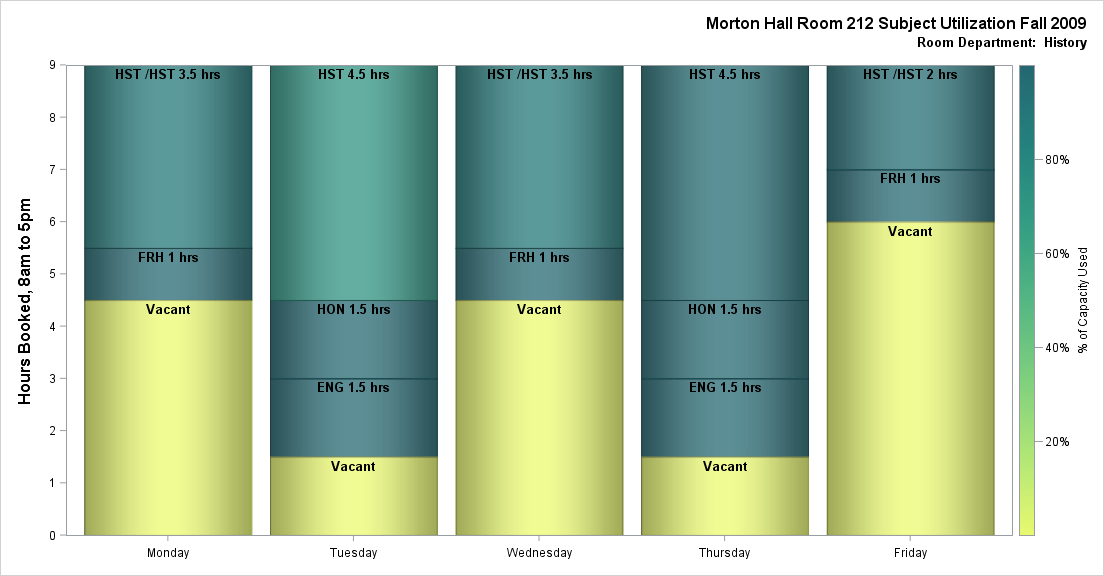 Morton Hall Room 212 Subject Utilization Fall 2009
Room Department:  History
Hours Booked, 8am to 5pm
9
8
7
6
5
4
3
2
1
0
HST /HST 3.5 hrs
FRH 1 hrs
Vacant
HST 4.5 hrs
HON 1.5 hrs
ENG 1.5 hrs
Vacant
HST /HST 3.5 hrs
FRH 1 hrs
Vacant
HST 4.5 hrs
HON 1.5 hrs
ENG 1.5 hrs
Vacant
HST /HST 2 hrs
FRH 1 hrs
Vacant
Monday
Tuesday
Wednesday
Thursday
Friday
80%
60%
40%
20%
% of Capacity Used